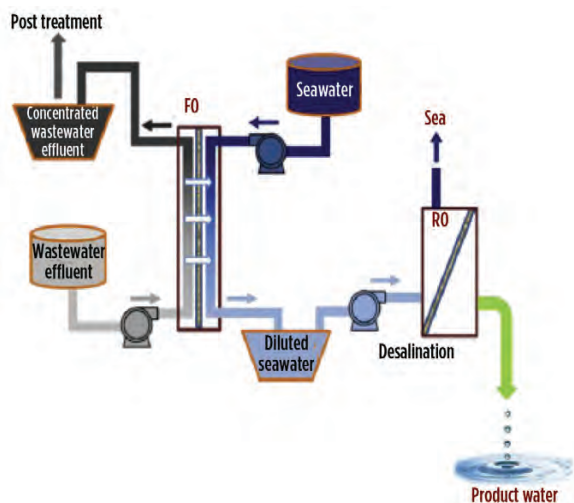 Post treatment
Concentrated
wastewater
effluent
FO
Seawater
Sea
RO
Wastewater
effluent
Diluted
seawater
Desalination
Product water